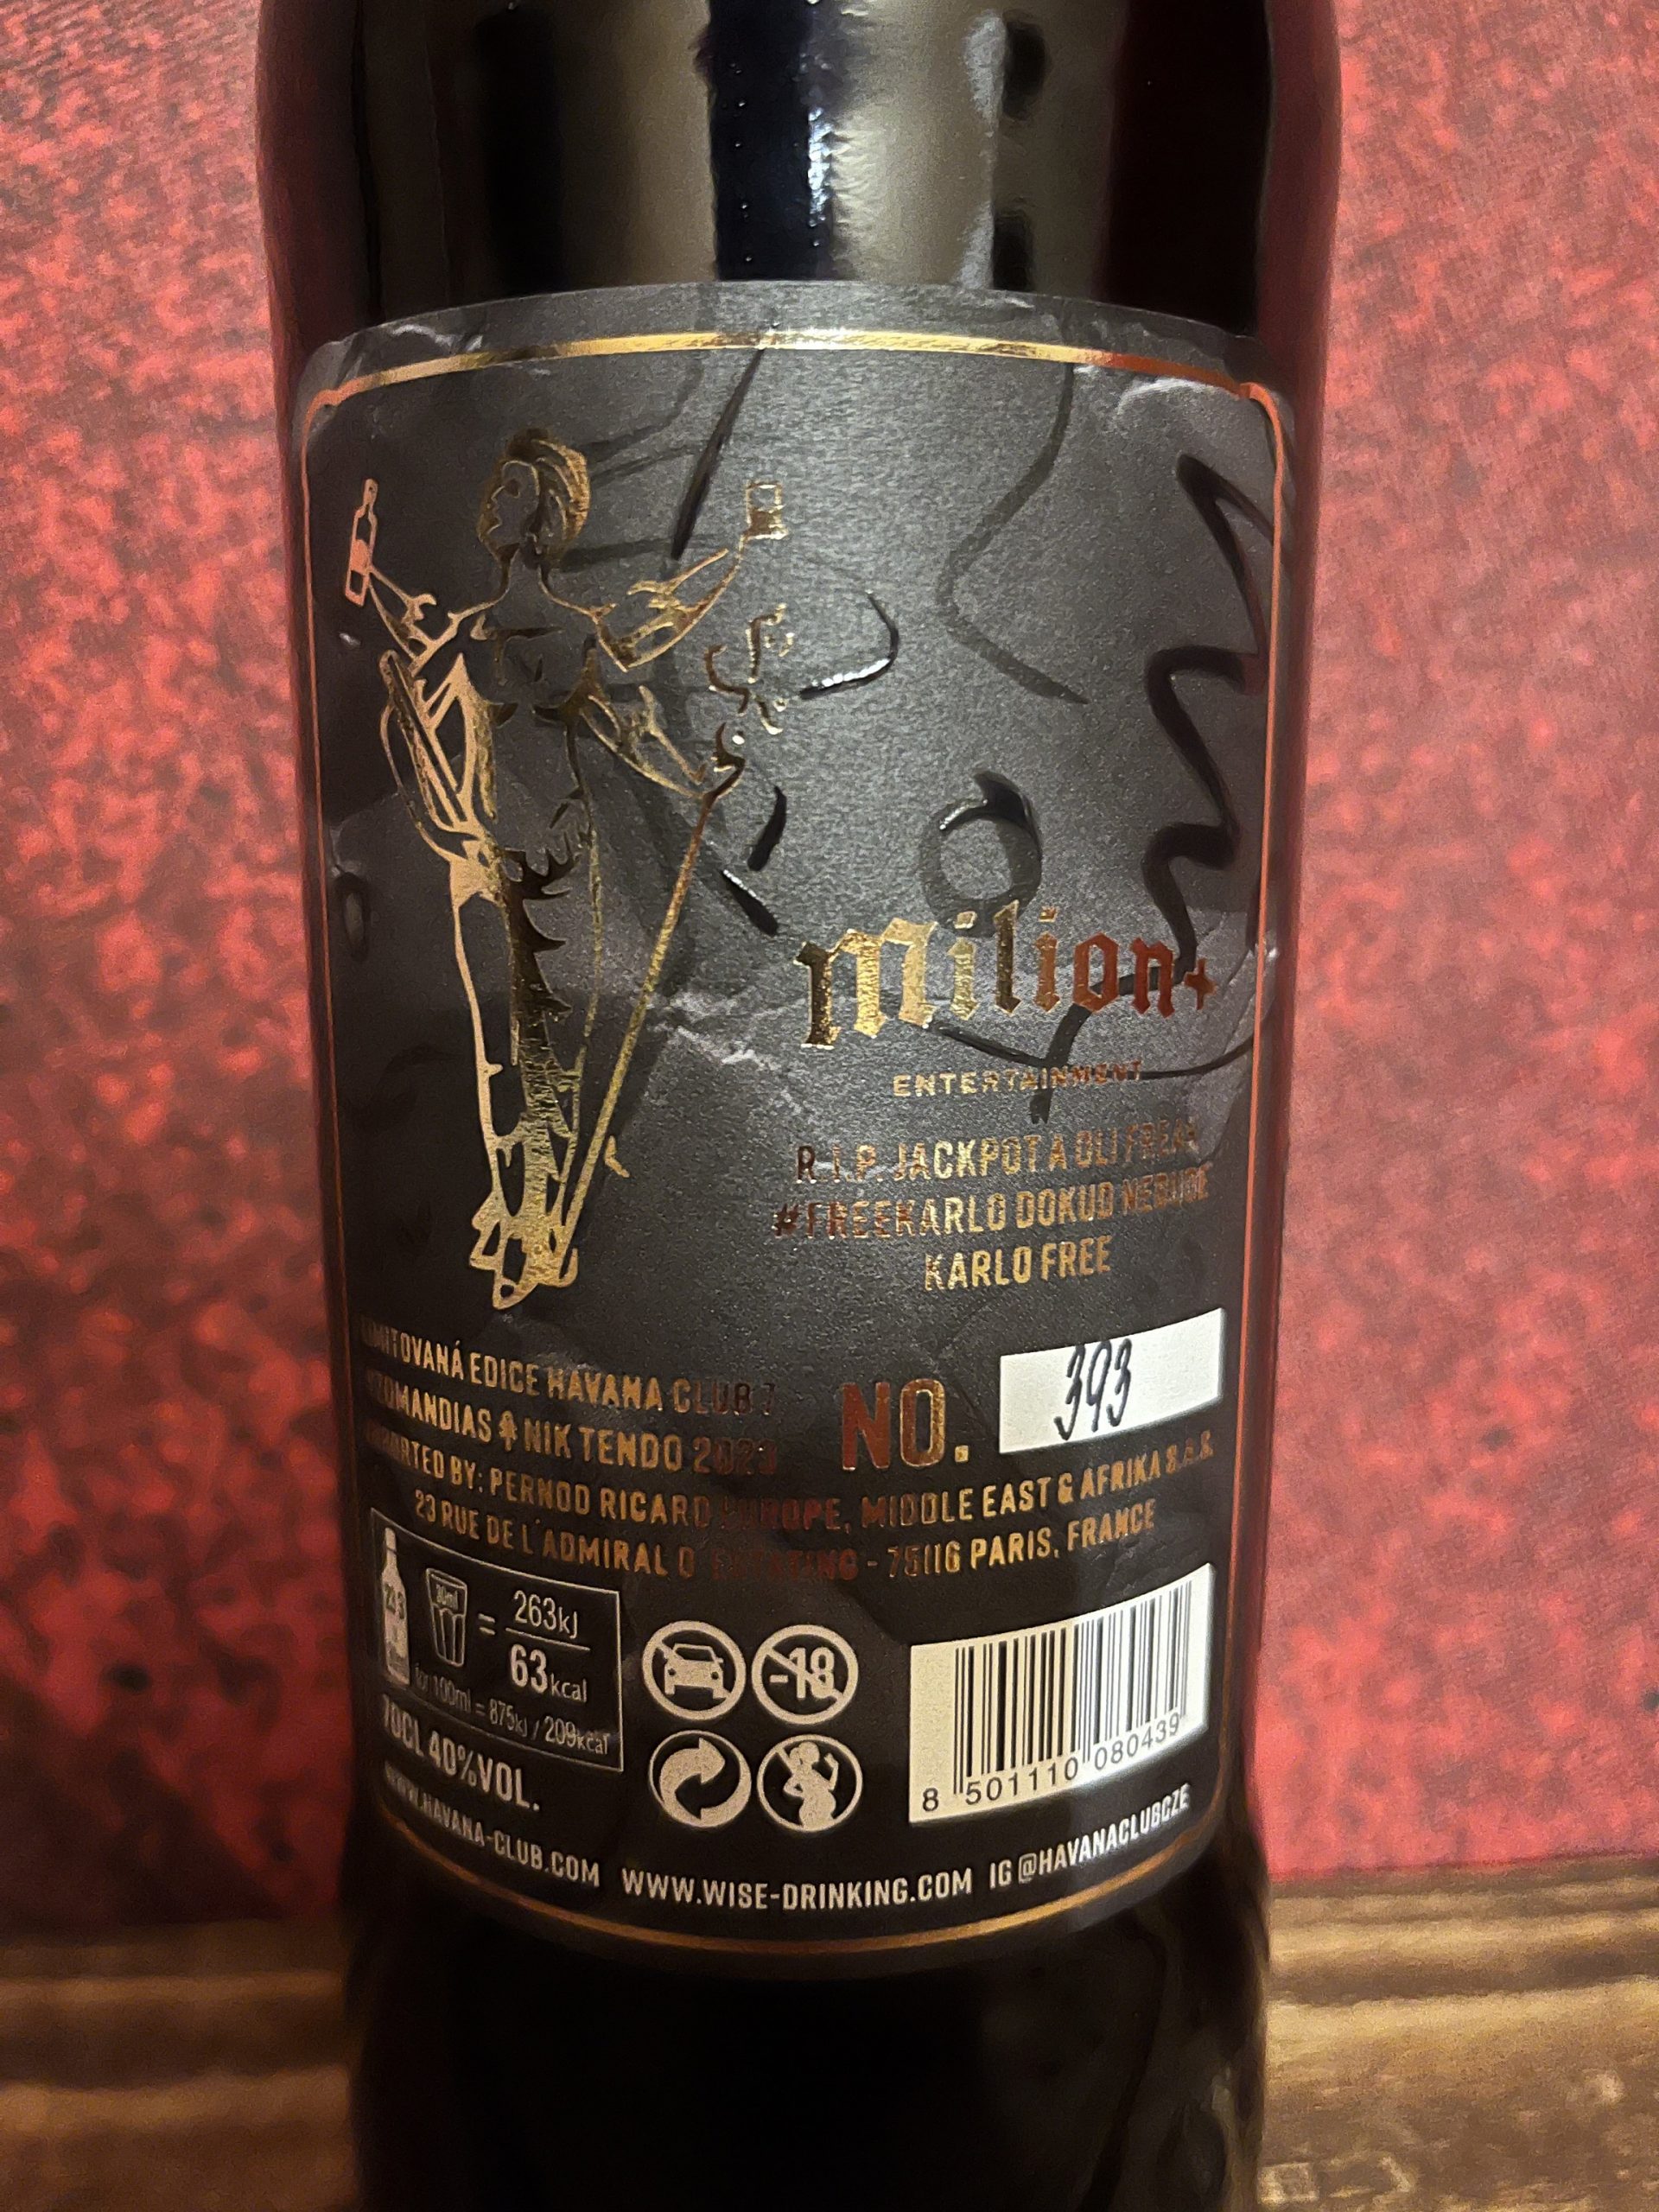 milion+
ENTERTAINMENT
R.I.P. JACKPOT A OLI FREAK
#FREEKARLO DOKUD NEBUDE
KARLO FREE
LIMITOVANÁ EDICE HAVANA CLUB 7
HUGO TOXXX
NIK TENDO 2023
NO. 393
IMPORTED BY: PERNOD RICARD EUROPE, MIDDLE EAST & AFRIKA S.A.S.
23 RUE DE L'ADMIRAL D'ESTAING - 75116 PARIS, FRANCE
30ml = 263kJ
63kcal
for 100ml = 875kJ / 209kcal
-18
70CL 40%VOL.
8 501110 080439
WWW.HAVANA-CLUB.COM WWW.WISE-DRINKING.COM IG @HAVANACLUBCZE